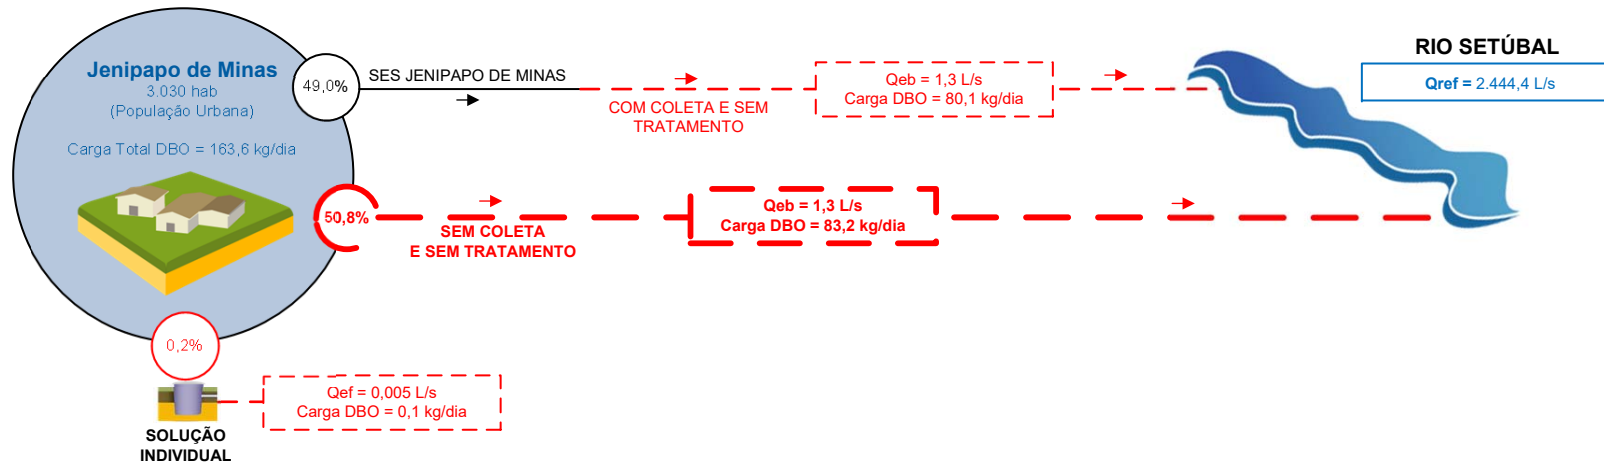 Jenipapo de Minas
3.030 hab
(População Urbana)
Carga Total DBO = 163,6 kg/dia
49,0%
SES JENIPAPO DE MINAS
COM COLETA E SEM
TRATAMENTO
Qeb = 1,3 L/s
Carga DBO = 80,1 kg/dia
RIO SETÚBAL
Qref = 2.444,4 L/s
50,8%
SEM COLETA
E SEM TRATAMENTO
Qeb = 1,3 L/s
Carga DBO = 83,2 kg/dia
0,2%
Qef = 0,005 L/s
Carga DBO = 0,1 kg/dia
SOLUÇÃO
INDIVIDUAL